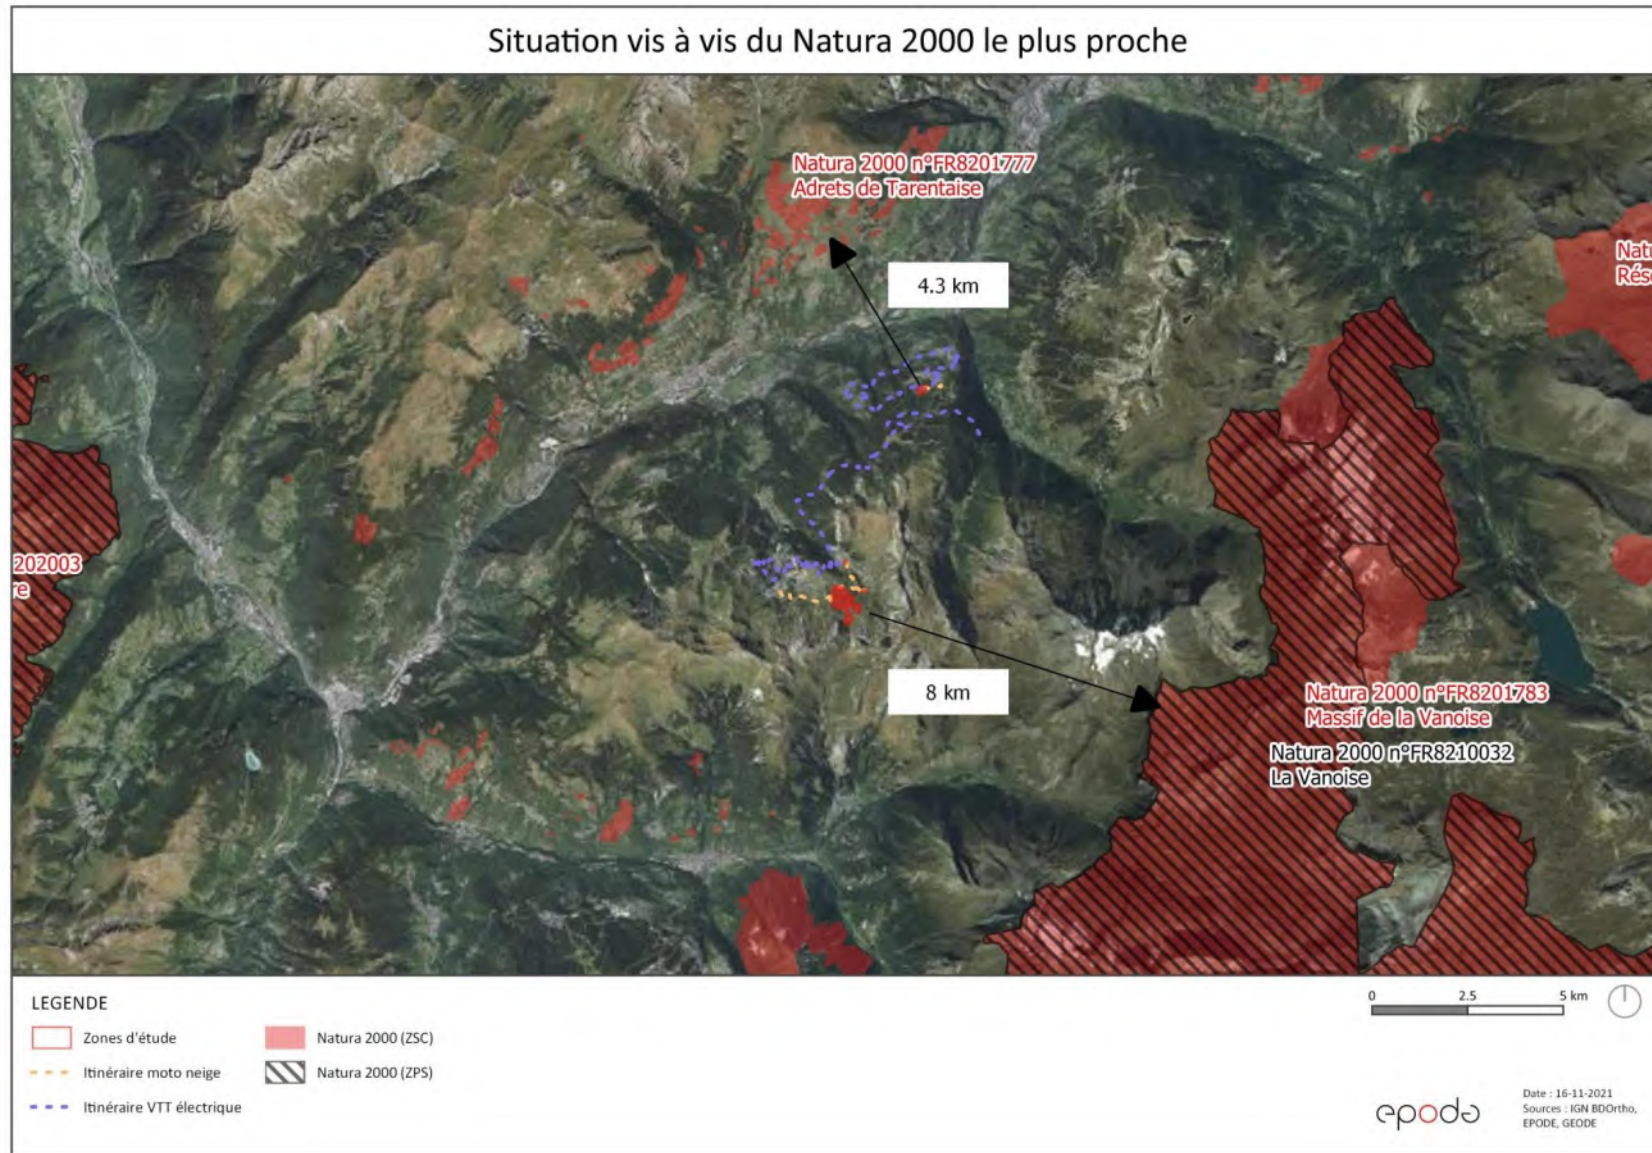 Situation vis à vis du Natura 2000 le plus proche
Natura 2000 n°FR8201777
Adrets de Tarentaise
4.3 km
Natu
Rése
202003
re
8 km
Natura 2000 n°FR8201783
Massif de la Vanoise
Natura 2000 n°FR8210032
La Vanoise
LEGENDE
Zones d'étude
Itinéraire moto neige
Itinéraire VTT électrique
Natura 2000 (ZSC)
Natura 2000 (ZPS)
0 2.5 5 km
epode
Date : 16-11-2021
Sources : IGN BDOrtho,
EPODE, GEODE